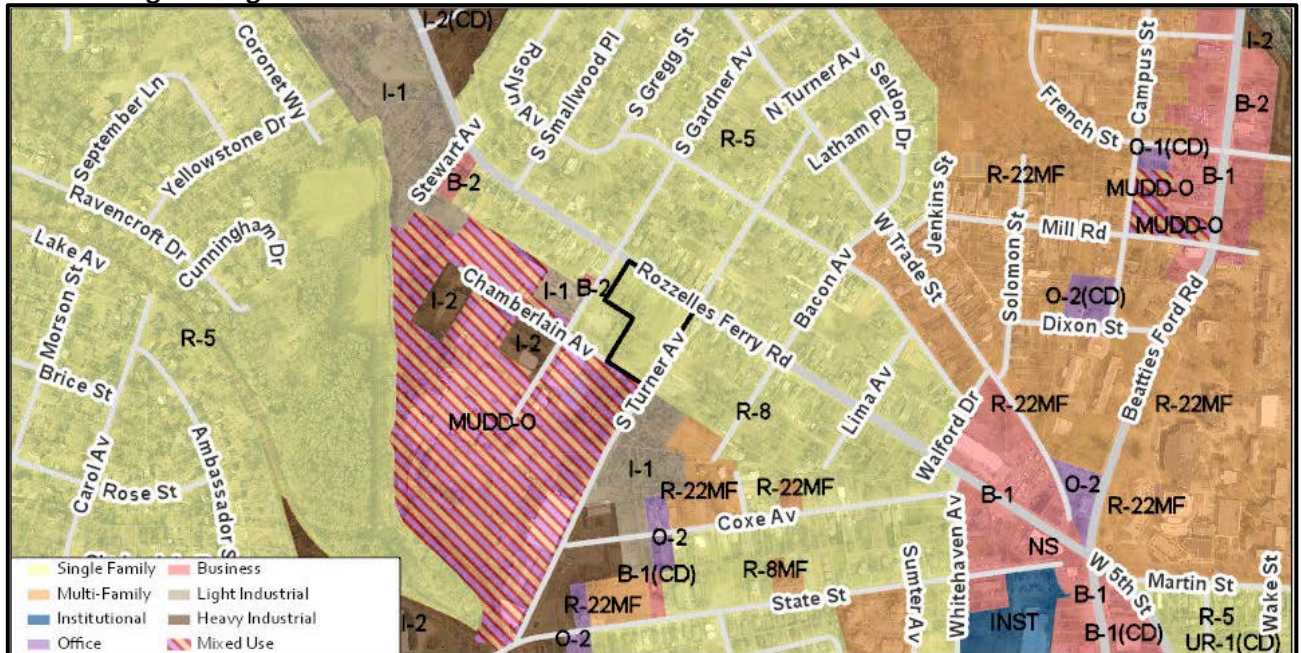 I-2(CD)
Coronet Wy
Roslyn Av
S Smallwood Pl
S Gregg St
S Gardner Av
N Turner Av
Seldon Dr
Campus St
I-2
September Ln
I-1
French St
B-2
Yellowstone Dr
Stewart Av
R-5
Latham Pl
O-1(CD)
B-2
Jenkins St
R-22MF
MUDD-O
B-1
Ravencroft Dr
W Trade St
Mill Rd
MUDD-O
Lake Av
Cunningham Dr
Chamberlain Av
I-2
I-1
B-2
Rozzelles Ferry Rd
Bacon Av
Solomon St
O-2(CD)
Dixon St
Beatties Ford Rd
Morson St
R-5
I-2
S Turner Av
Brice St
MUDD-O
R-8
Lima Av
Walford Dr
R-22MF
R-22MF
Carol Av
Ambassador S
I-1
R-22MF
R-22MF
B-1
O-2
R-22MF
Rose St
Coxe Av
O-2
Whitehaven Av
NS
W 5th St
B-1(CD)
R-8MF
Sumter Av
Martin St
Wake St
R-22MF
State St
B-1
INST
R-5
I-2
O-2
B-1(CD)
UR-1(CD)
Single Family
Business
Multi-Family
Light Industrial
Institutional
Heavy Industrial
Office
Mixed Use